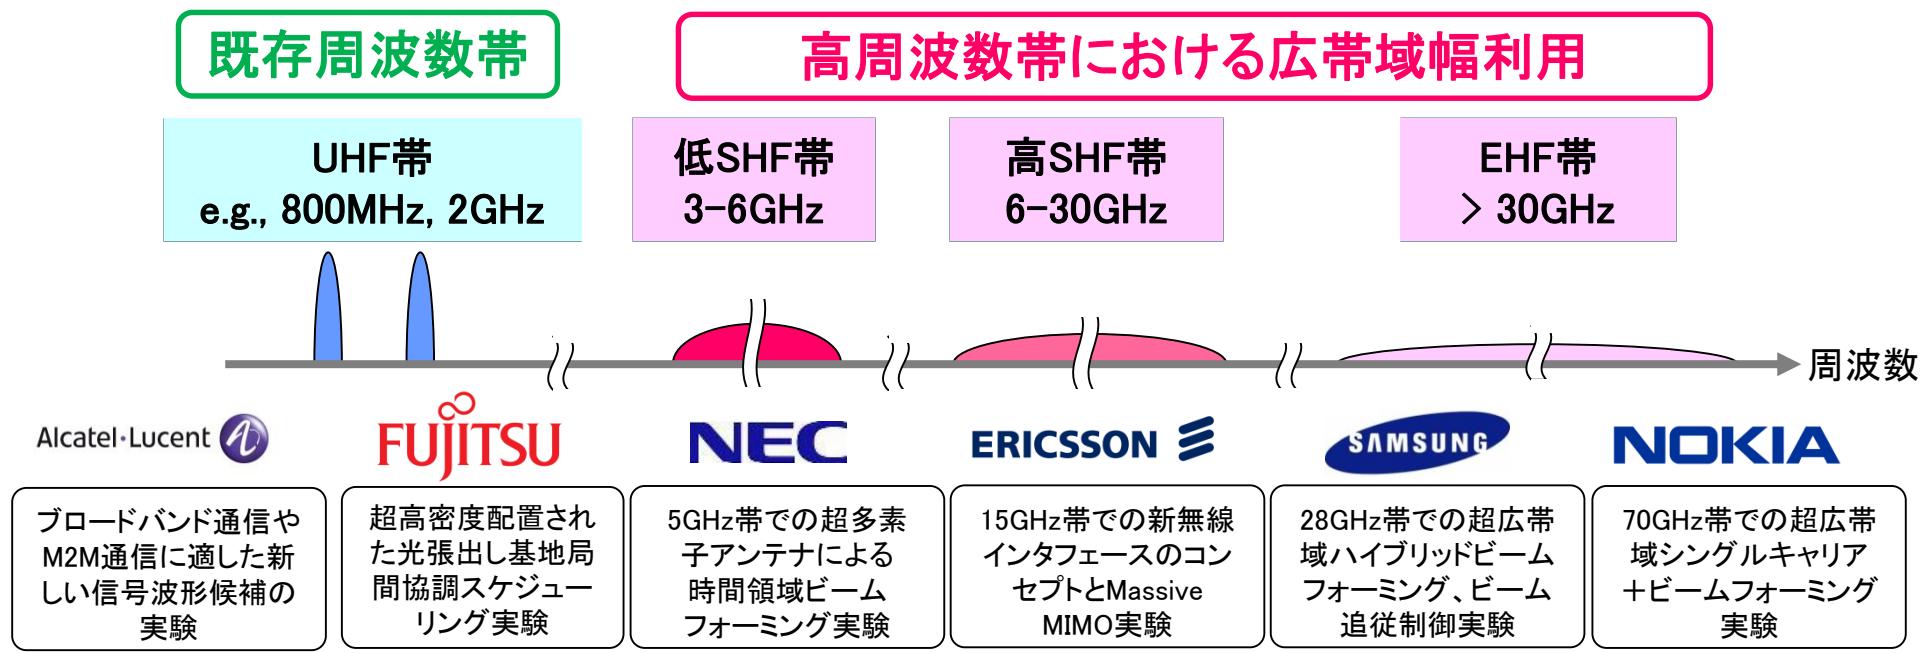 既存周波数帯
高周波数帯における広帯域幅利用
UHF帯
e.g., 800MHz, 2GHz
低SHF帯
3-6GHz
高SHF帯
6-30GHz
EHF帯
> 30GHz
周波数
Alcatel·Lucent
FUJITSU
NEC
ERICSSON
SAMSUNG
NOKIA
ブロードバンド通信や
M2M通信に適した新
しい信号波形候補の
実験
超高密度配置され
た光張出し基地局
間協調スケジュー
リング実験
5GHz帯での超多素
子アンテナによる
時間領域ビーム
フォーミング実験
15GHz帯での新無線
インタフェースのコン
セプトとMassive
MIMO実験
28GHz帯での超広帯
域ハイブリッドビーム
フォーミング、ビーム
追従制御実験
70GHz帯での超広帯
域シングルキャリア
+ビームフォーミング
実験